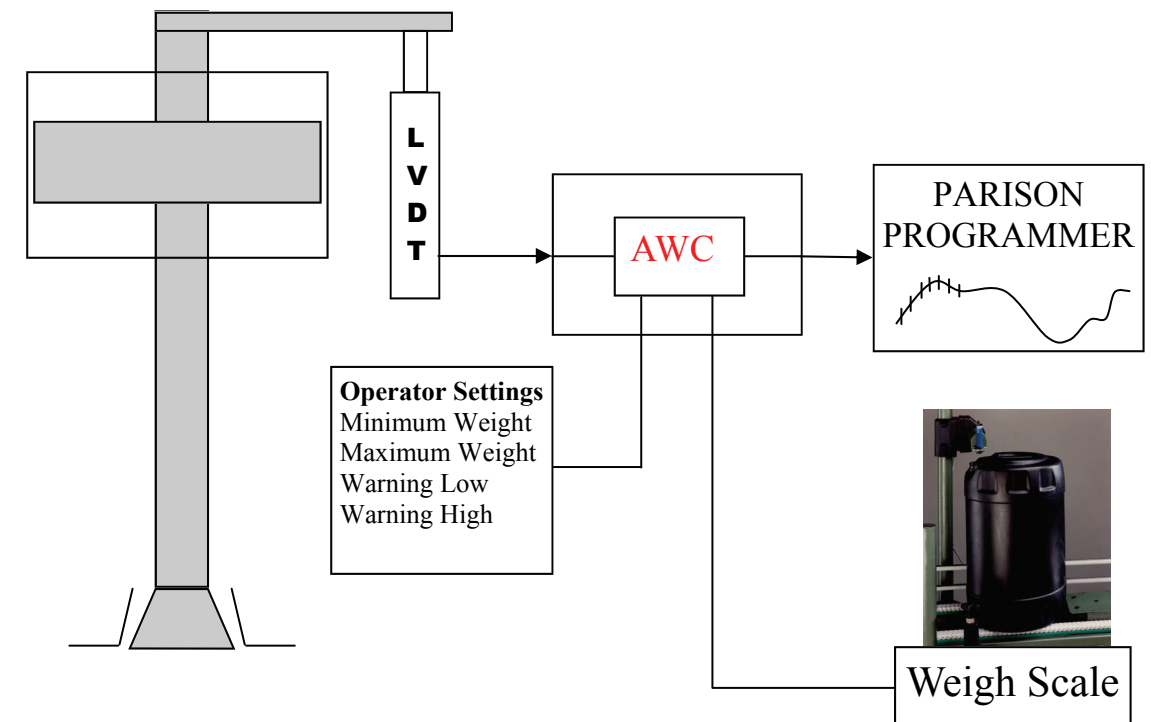 L
V
D
T
AWC
PARISON
PROGRAMMER
Operator Settings
Minimum Weight
Maximum Weight
Warning Low
Warning High
Weigh Scale